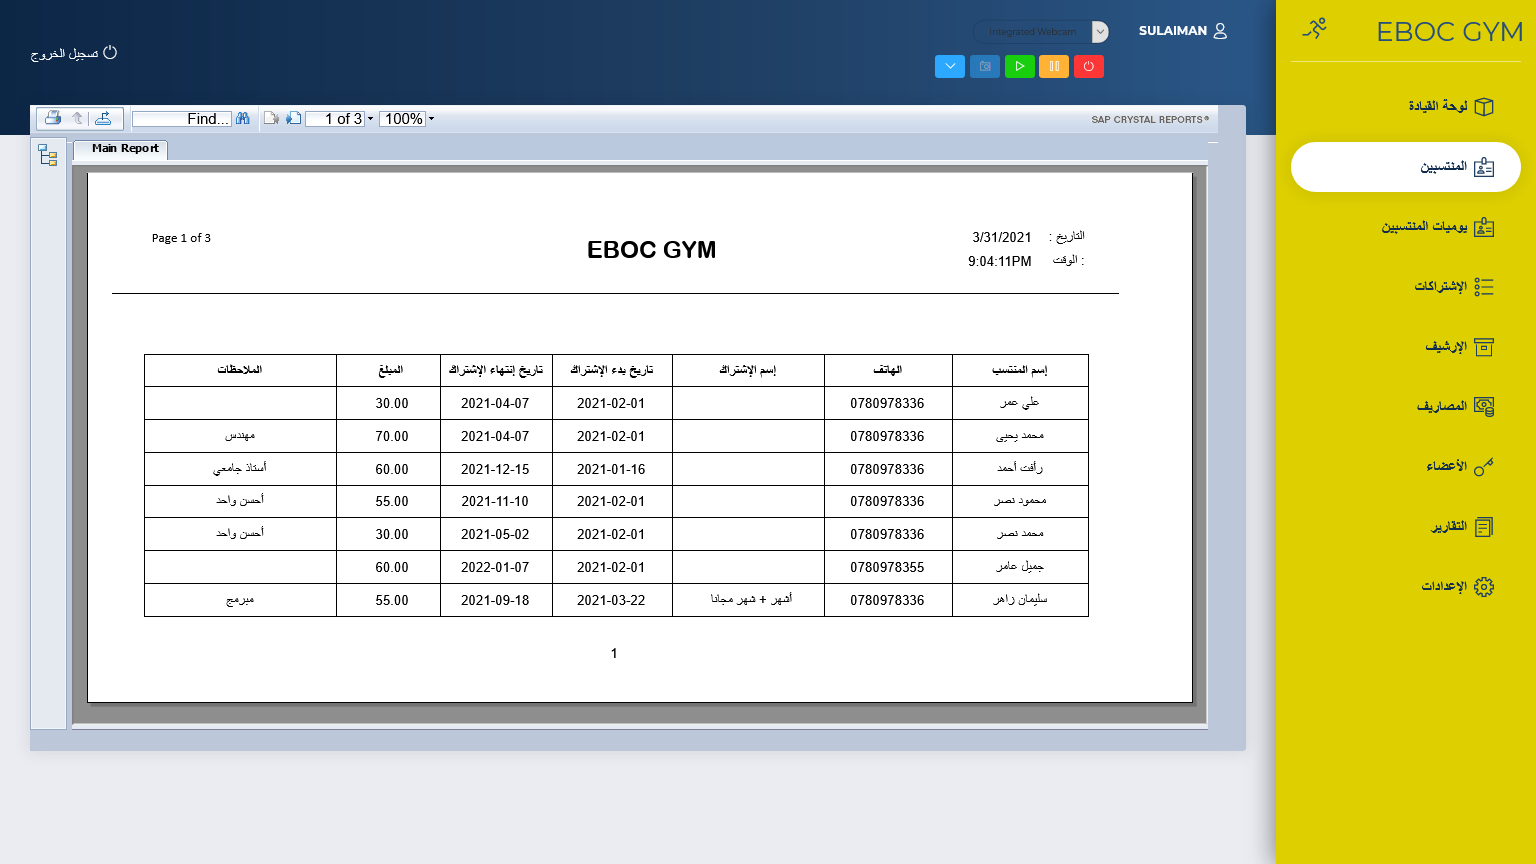 EBOC GYM
لوحة القيادة
المنتسبين
يوميات المنتسبين
الإشتراكات
الإرشيف
المصاريف
الأعضاء
التقارير
الإعدادات
SULAIMAN
Integrated Webcam
تسجيل الخروج
Find... 1 of 3 100% SAP CRYSTAL REPORTS®
Main Report
التاريخ : 3/31/2021
الوقت : 9:04:11PM
EBOC GYM
Page 1 of 3
إسم المنتسب الهاتف إسم الإشتراك تاريخ بدء الإشتراك تاريخ إنتهاء الإشتراك المبلغ الملاحظات
علي عمر 0780978336 2021-02-01 2021-04-07 30.00
محمد يحيى 0780978336 2021-02-01 2021-04-07 70.00 مهندس
رأفت أحمد 0780978336 2021-01-16 2021-12-15 60.00 أستاذ جامعي
محمود نصر 0780978336 2021-02-01 2021-11-10 55.00 أحسن واحد
محمد نصر 0780978336 2021-02-01 2021-05-02 30.00 أحسن واحد
جميل عامر 0780978355 2021-02-01 2022-01-07 60.00
سليمان زاهر 0780978336 أشهر + شهر مجانا 2021-03-22 2021-09-18 55.00 مبرمج
1